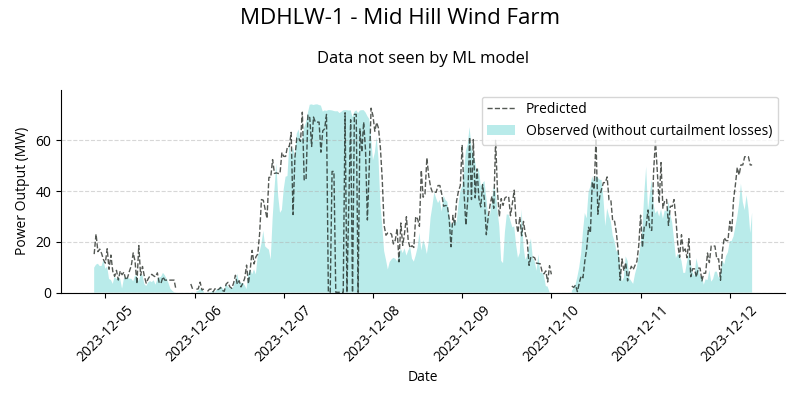 MDHLW-1 - Mid Hill Wind Farm
Data not seen by ML model
Predicted
Observed (without curtailment losses)
Power Output (MW)
60
40
20
0
2023-12-05
2023-12-06
2023-12-07
2023-12-08
2023-12-09
2023-12-10
2023-12-11
2023-12-12
Date